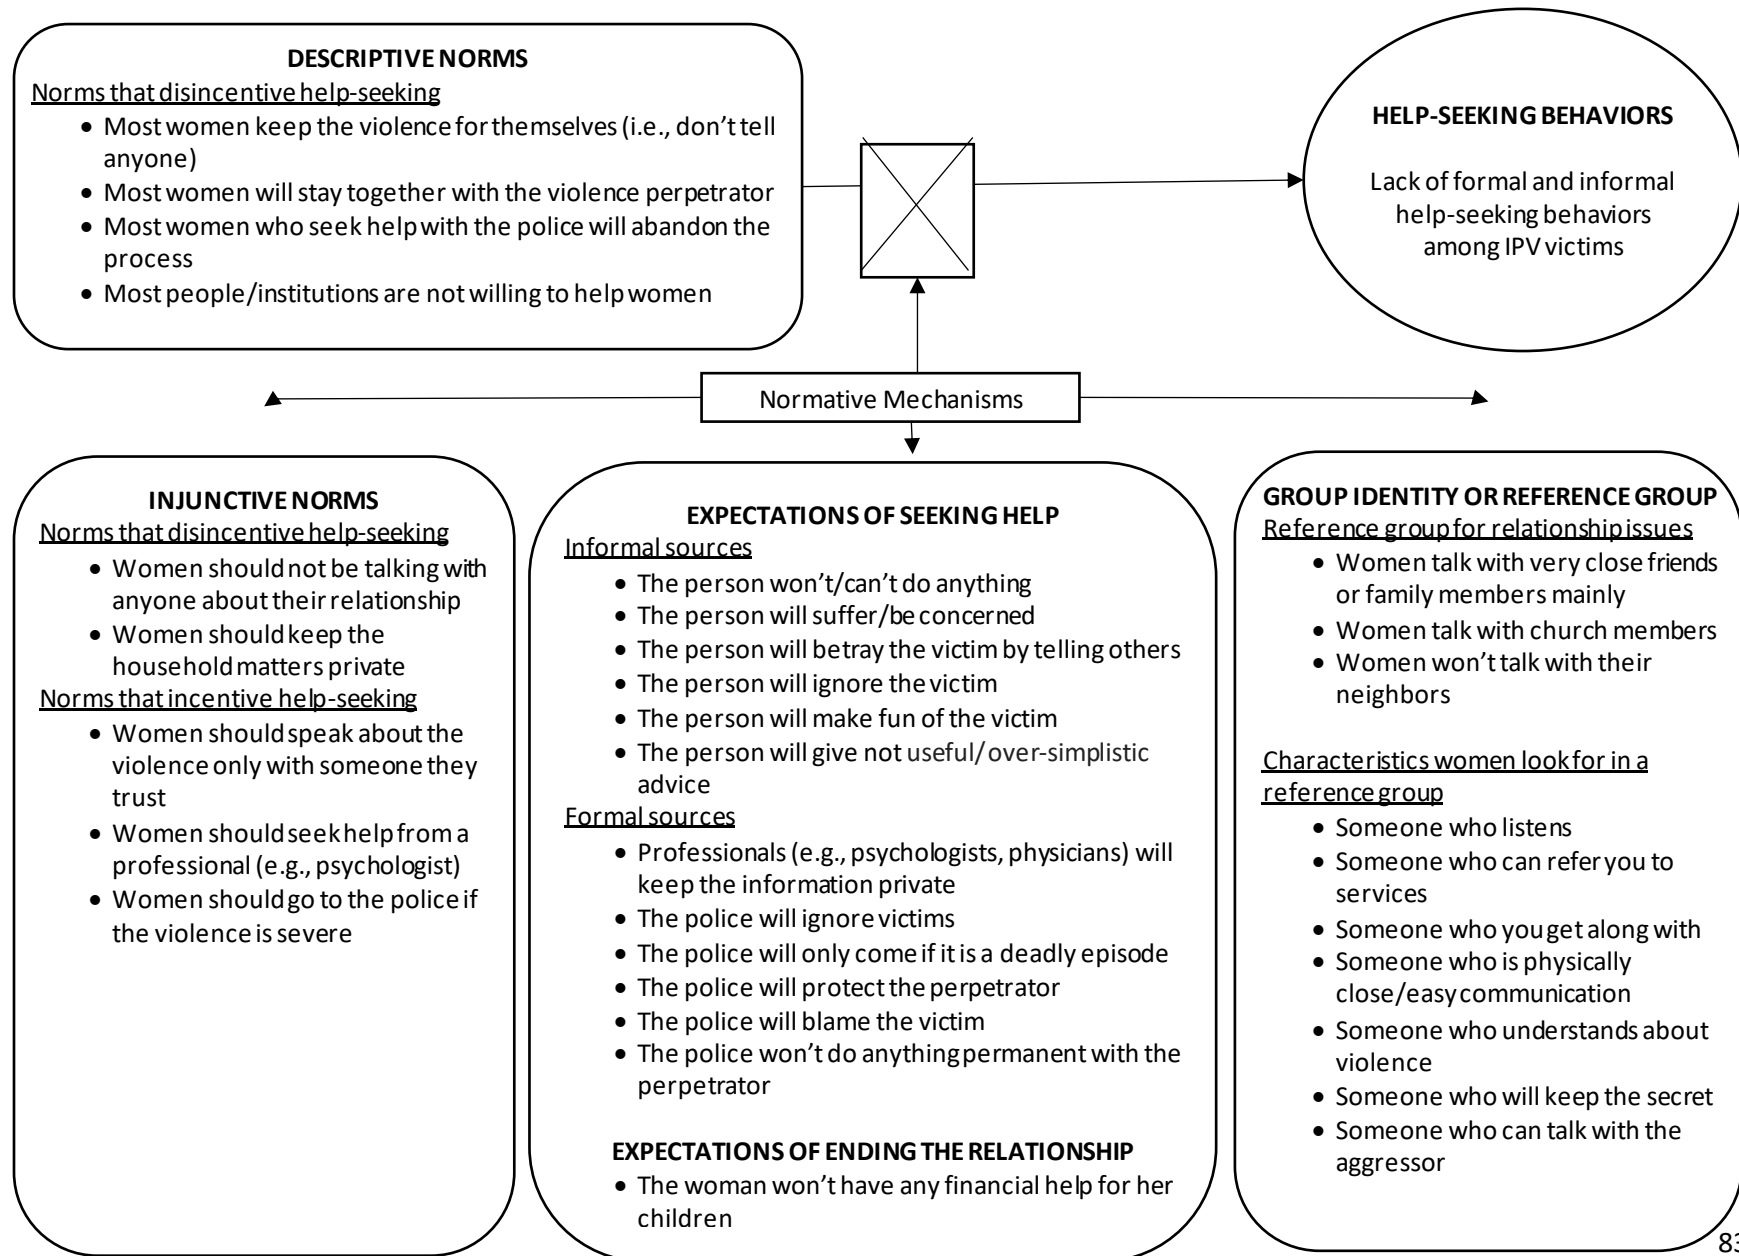 DESCRIPTIVE NORMS
Norms that disincentive help-seeking
• Most women keep the violence for themselves (i.e., don't tell
anyone)
• Most women will stay together with the violence perpetrator
• Most women who seek help with the police will abandon the
process
• Most people/institutions are not willing to help women
HELP-SEEKING BEHAVIORS
Lack of formal and informal
help-seeking behaviors
among IPV victims
Normative Mechanisms
INJUNCTIVE NORMS
Norms that disincentive help-seeking
• Women should not be talking with
anyone about their relationship
• Women should keep the
household matters private
Norms that incentive help-seeking
• Women should speak about the
violence only with someone they
trust
• Women should seek help from a
professional (e.g., psychologist)
• Women should go to the police if
the violence is severe
EXPECTATIONS OF SEEKING HELP
Informal sources
• The person won't/can't do anything
• The person will suffer/be concerned
• The person will betray the victim by telling others
• The person will ignore the victim
• The person will make fun of the victim
• The person will give not useful/over-simplistic
advice
Formal sources
• Professionals (e.g., psychologists, physicians) will
keep the information private
• The police will ignore victims
• The police will only come if it is a deadly episode
• The police will protect the perpetrator
• The police will blame the victim
• The police won't do anything permanent with the
perpetrator
EXPECTATIONS OF ENDING THE RELATIONSHIP
• The woman won't have any financial help for her
children
GROUP IDENTITY OR REFERENCE GROUP
Reference group for relationship issues
• Women talk with very close friends
or family members mainly
• Women talk with church members
• Women won't talk with their
neighbors
Characteristics women look for in a
reference group
• Someone who listens
• Someone who can refer you to
services
• Someone who you get along with
• Someone who is physically
close/easy communication
• Someone who understands about
violence
• Someone who will keep the secret
• Someone who can talk with the
aggressor
83